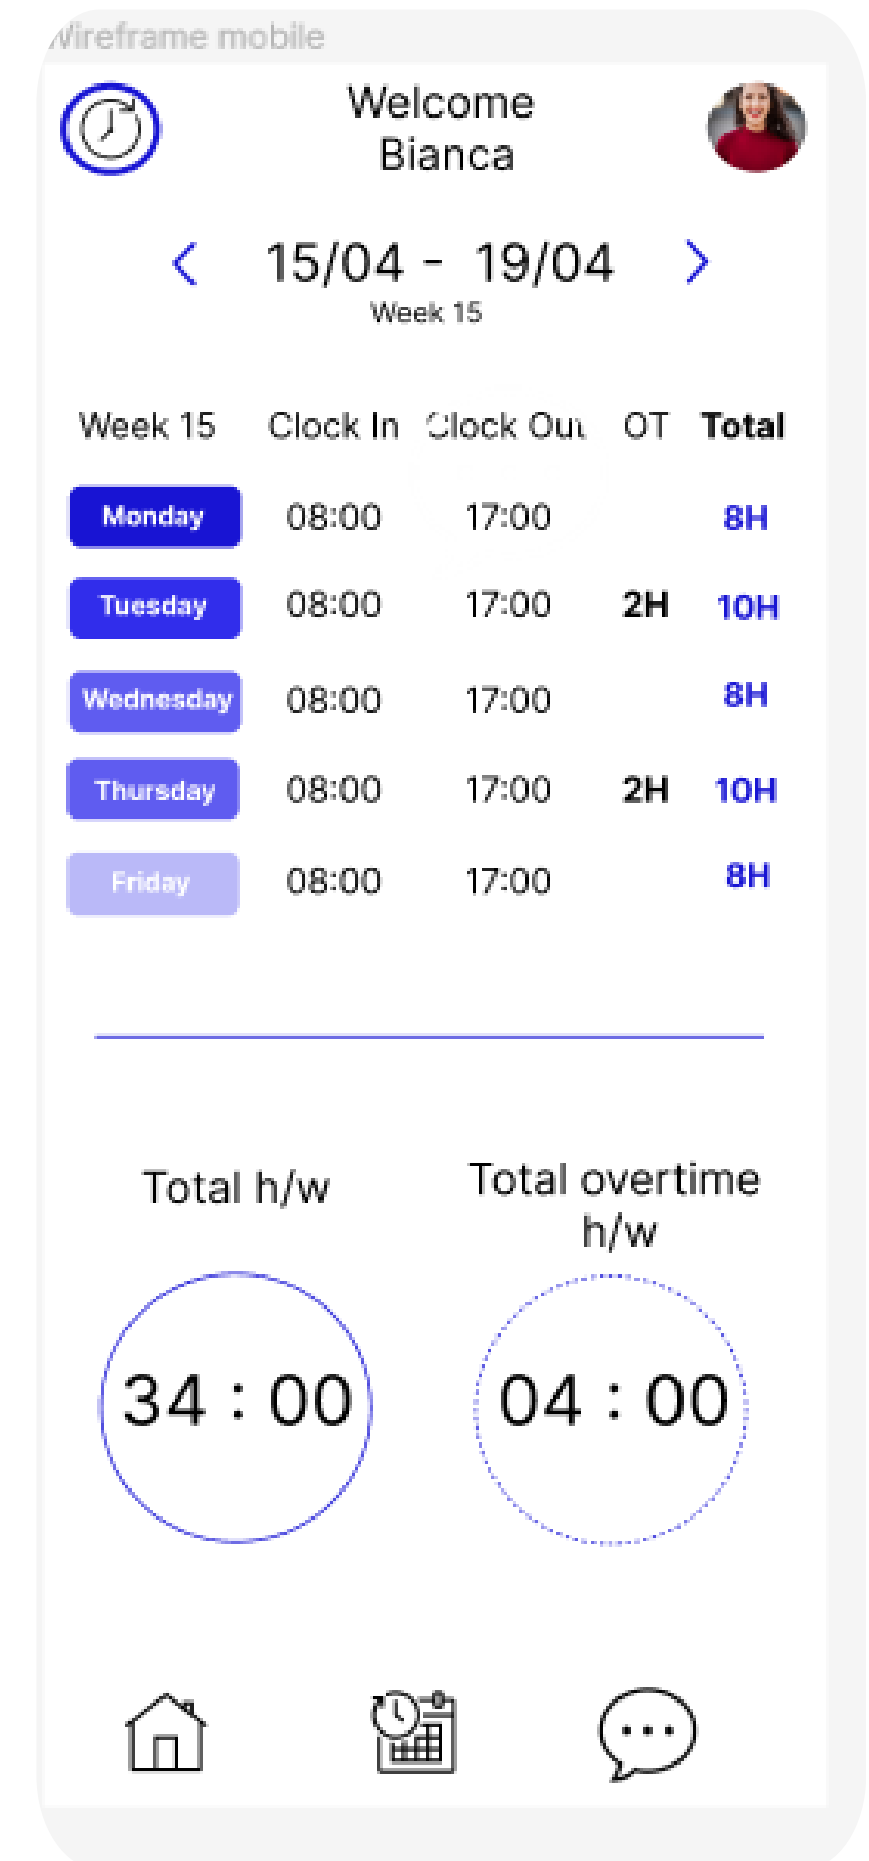 Wireframe mobile
Welcome
Bianca
15/04 - 19/04
Week 15
Week 15 Clock In Clock Out OT Total
Monday 08:00 17:00 8H
Tuesday 08:00 17:00 2H 10H
Wednesday 08:00 17:00 8H
Thursday 08:00 17:00 2H 10H
Friday 08:00 17:00 8H
Total h/w
Total overtime
h/w
34 : 00
04 : 00